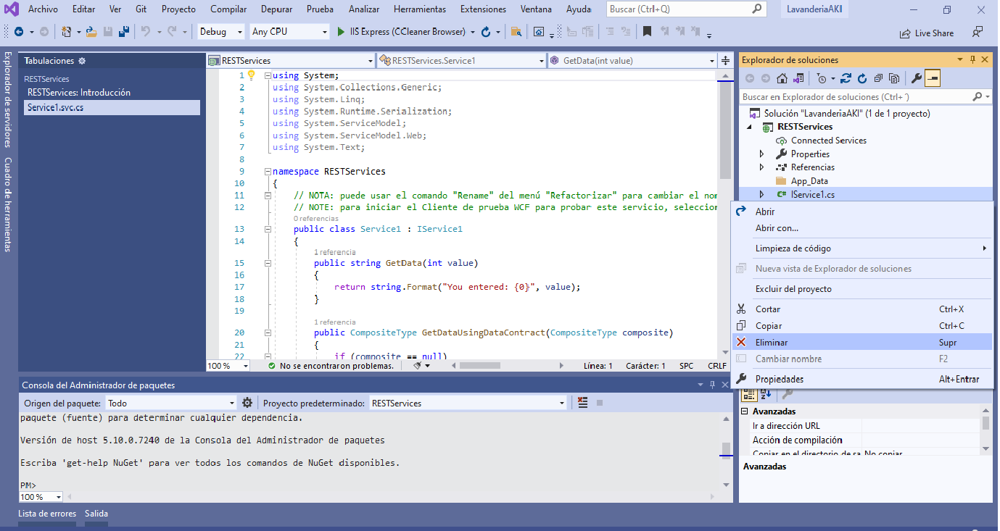 Archivo Editar Ver Git Proyecto Compilar Depurar Prueba Analizar Herramientas Extensiones Ventana Ayuda Buscar (Ctrl+Q) LavanderiaAKI
Debug Any CPU IIS Express (CCleaner Browser) Live Share
Explorador de servidores
Cuadro de herramientas
Tabulaciones
RESTServices
RESTServices: Introducción
Service1.svc.cs
RESTServices RESTServices.Service1 GetData(int value)
1 using System;
2 using System.Collections.Generic;
3 using System.Linq;
4 using System.Runtime.Serialization;
5 using System.ServiceModel;
6 using System.ServiceModel.Web;
7 using System.Text;
8
9 namespace RESTServices
10 {
11 // NOTA: puede usar el comando "Rename" del menú "Refactorizar" para cambiar el nom
12 // NOTE: para iniciar el Cliente de prueba WCF para probar este servicio, seleccion
0 referencias
13 public class Service1 : IService1
14 {
1 referencia
15 public string GetData(int value)
16 {
17 return string.Format("You entered: {0}", value);
18 }
19
1 referencia
20 public CompositeType GetDataUsingDataContract(CompositeType composite)
21 {
22 if (composite == null)
100 % No se encontraron problemas. Línea: 1 Carácter: 1 SPC CRLF
Explorador de soluciones
Buscar en Explorador de soluciones (Ctrl+´)
Solución "LavanderiaAKI" (1 de 1 proyecto)
RESTServices
Connected Services
Properties
Referencias
App_Data
C# IService1.cs
Abrir
Abrir con...
Limpieza de código
Nueva vista de Explorador de soluciones
Excluir del proyecto
Cortar Ctrl+X
Copiar Ctrl+C
Eliminar Supr
Cambiar nombre F2
Propiedades Alt+Entrar
Avanzadas
Ir a dirección URL
Acción de compilación
Copiar en el directorio de sa No copiar
Avanzadas
Consola del Administrador de paquetes
Origen del paquete: Todo Proyecto predeterminado: RESTServices
paquete (fuente) para determinar cualquier dependencia.
Versión de host 5.10.0.7240 de la Consola del Administrador de paquetes
Escriba 'get-help NuGet' para ver todos los comandos de NuGet disponibles.
PM>
100 %
Lista de errores Salida